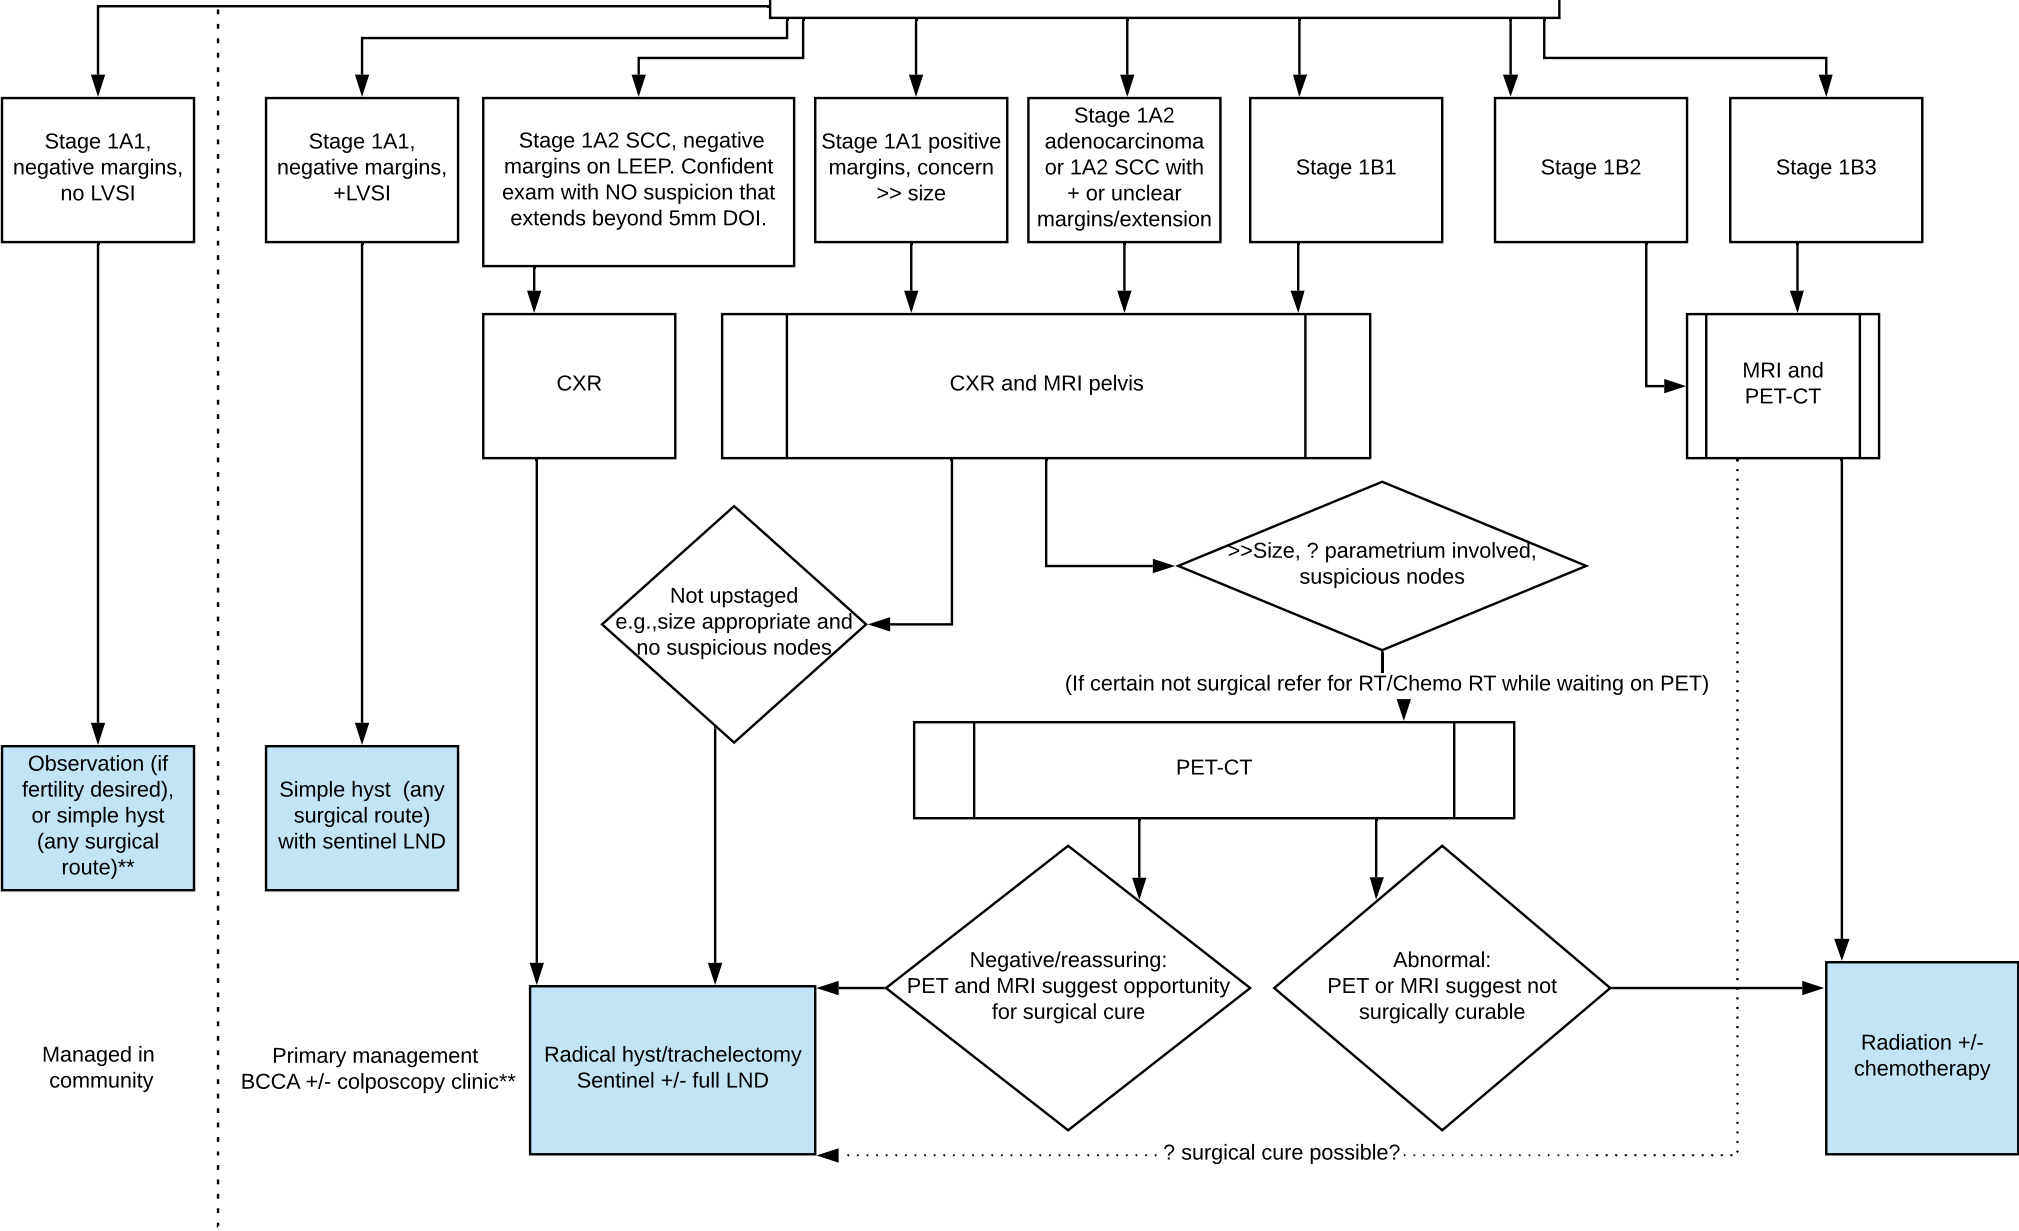 Stage 1A1,
negative margins,
no LVSI
Stage 1A1,
negative margins,
+LVSI
Stage 1A2 SCC, negative
margins on LEEP. Confident
exam with NO suspicion that
extends beyond 5mm DOI.
Stage 1A1 positive
margins, concern
>> size
Stage 1A2
adenocarcinoma
or 1A2 SCC with
+ or unclear
margins/extension
Stage 1B1
Stage 1B2
Stage 1B3
CXR
CXR and MRI pelvis
MRI and
PET-CT
Not upstaged
e.g.,size appropriate and
no suspicious nodes
>>Size, ? parametrium involved,
suspicious nodes
(If certain not surgical refer for RT/Chemo RT while waiting on PET)
PET-CT
Observation (if
fertility desired),
or simple hyst
(any surgical
route)**
Simple hyst  (any
surgical route)
with sentinel LND
Negative/reassuring:
PET and MRI suggest opportunity
for surgical cure
Abnormal:
PET or MRI suggest not
surgically curable
Managed in
community
Primary management
BCCA +/- colposcopy clinic**
Radical hyst/trachelectomy
Sentinel +/- full LND
Radiation +/-
chemotherapy
? surgical cure possible?